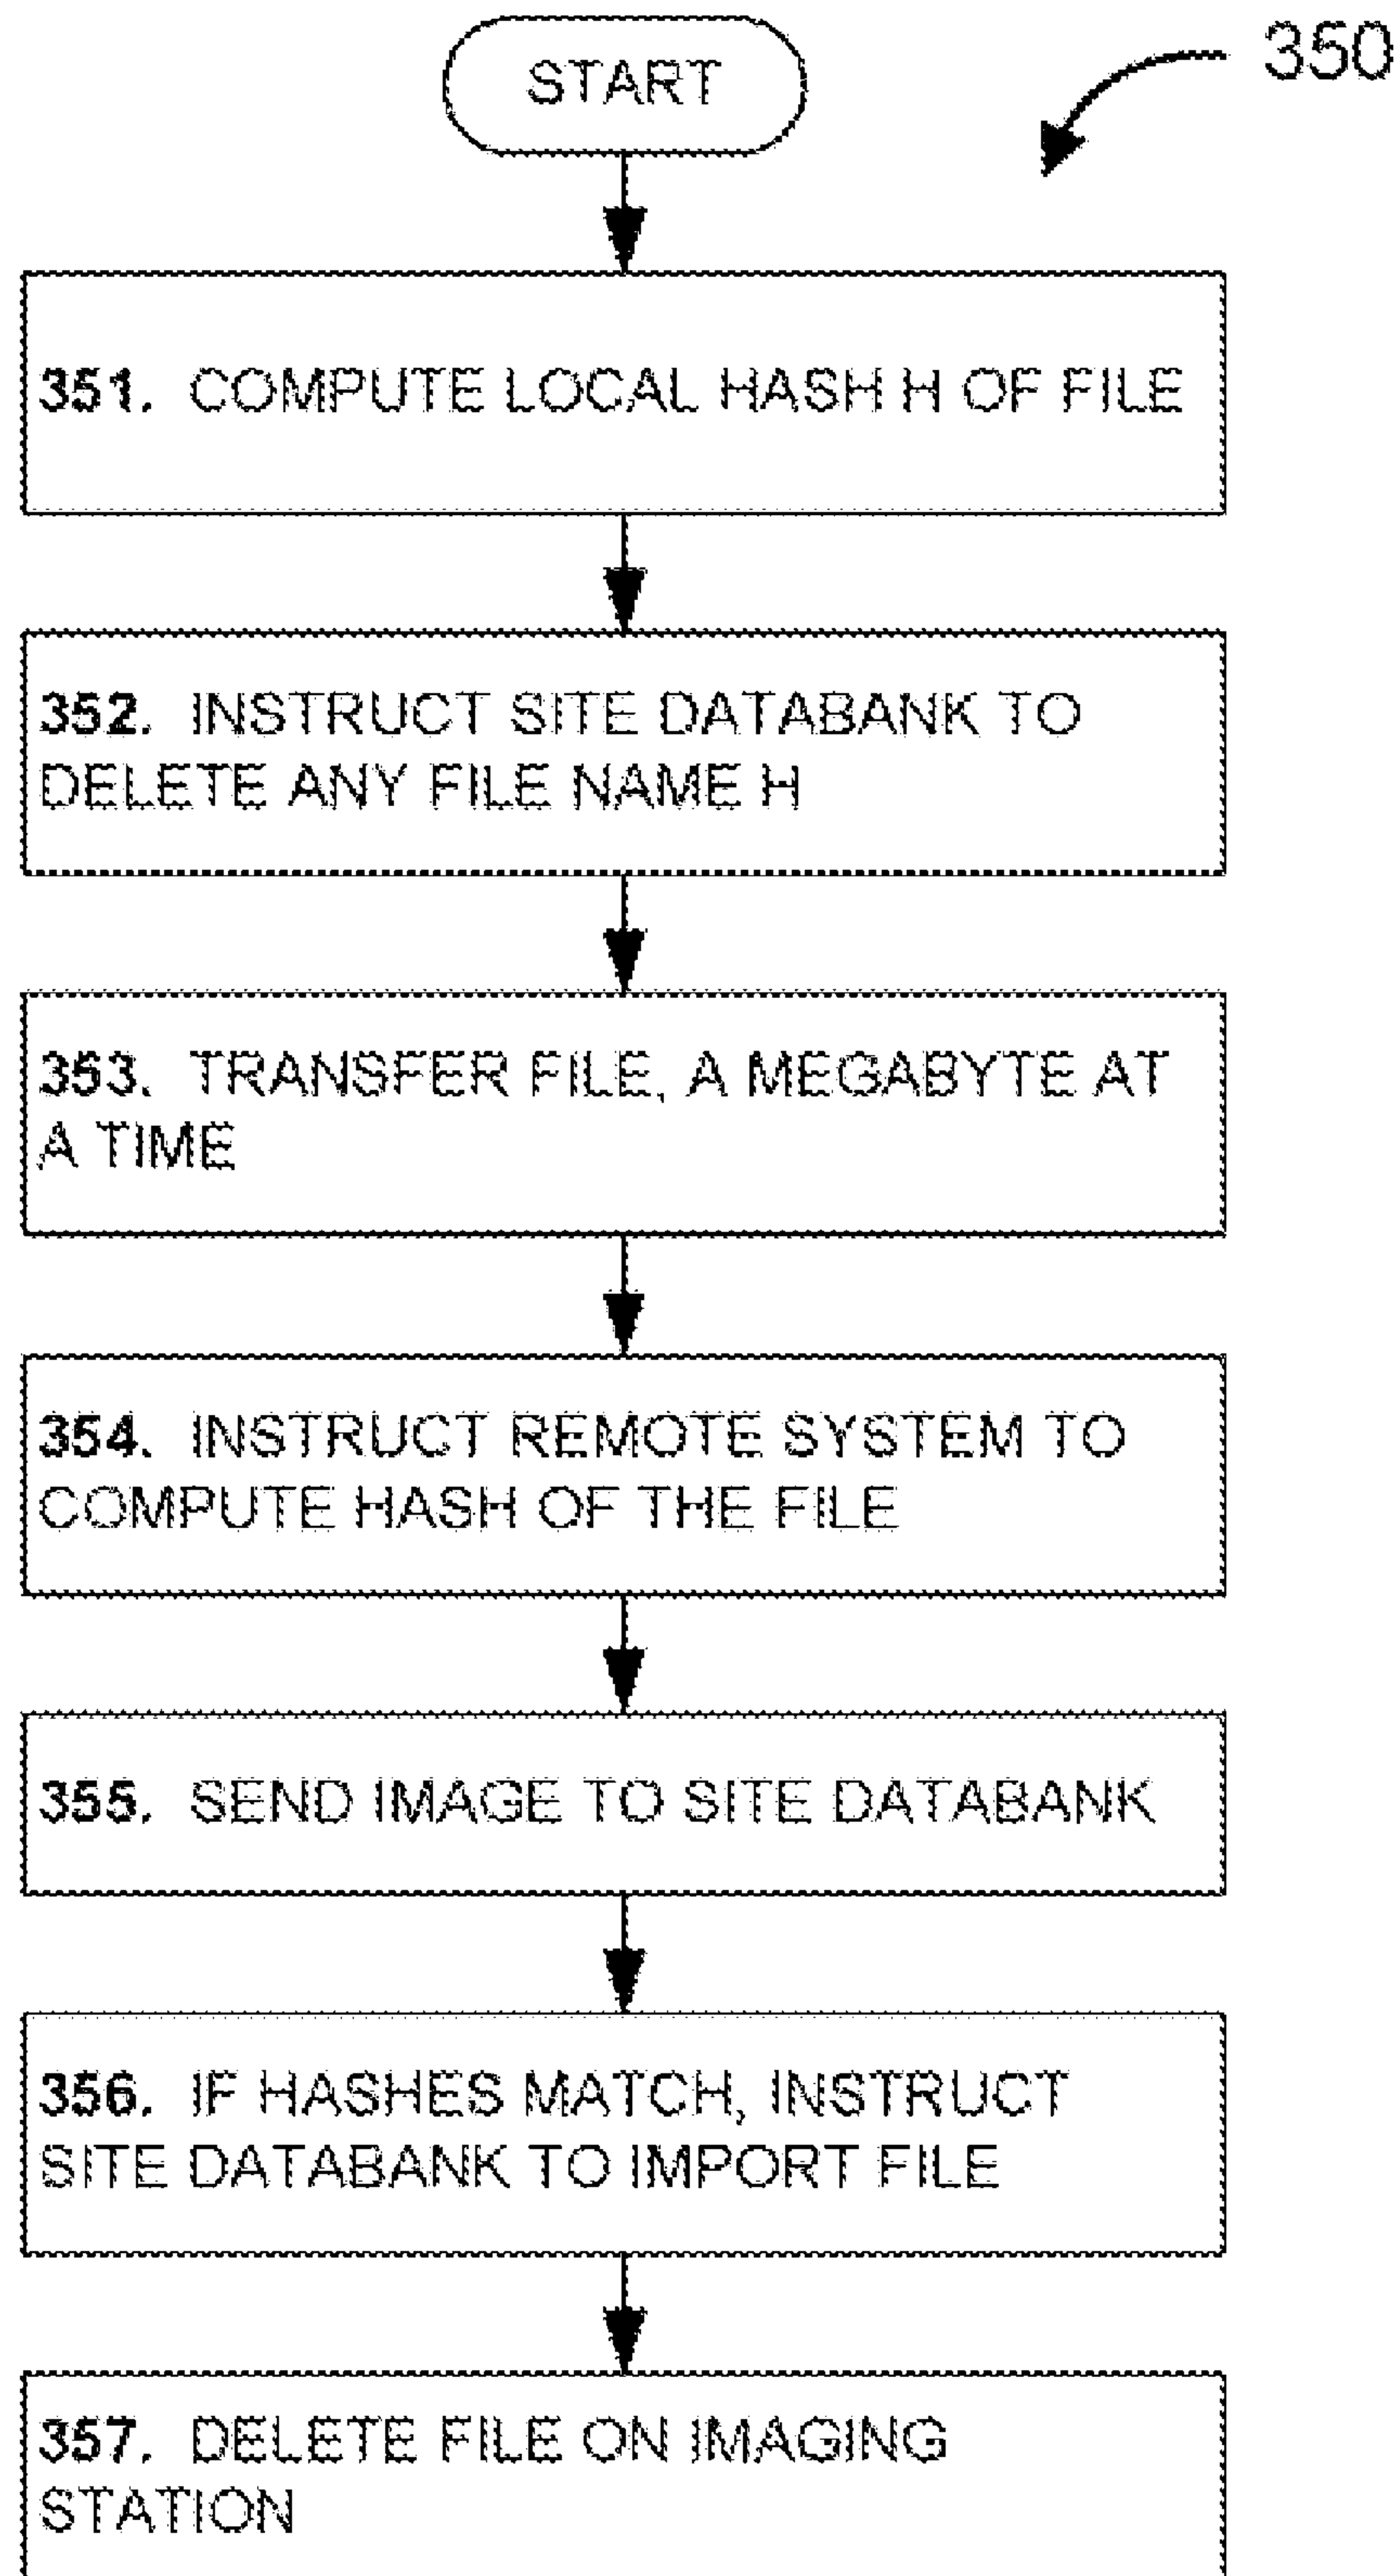 START
350
351. COMPUTE LOCAL HASH H OF FILE
352. INSTRUCT SITE DATABANK TO
DELETE ANY FILE NAME H
353. TRANSFER FILE, A MEGABYTE AT
A TIME
354. INSTRUCT REMOTE SYSTEM TO
COMPUTE HASH OF THE FILE
355. SEND IMAGE TO SITE DATABANK
356. IF HASHES MATCH, INSTRUCT
SITE DATABANK TO IMPORT FILE
357. DELETE FILE ON IMAGING
STATION